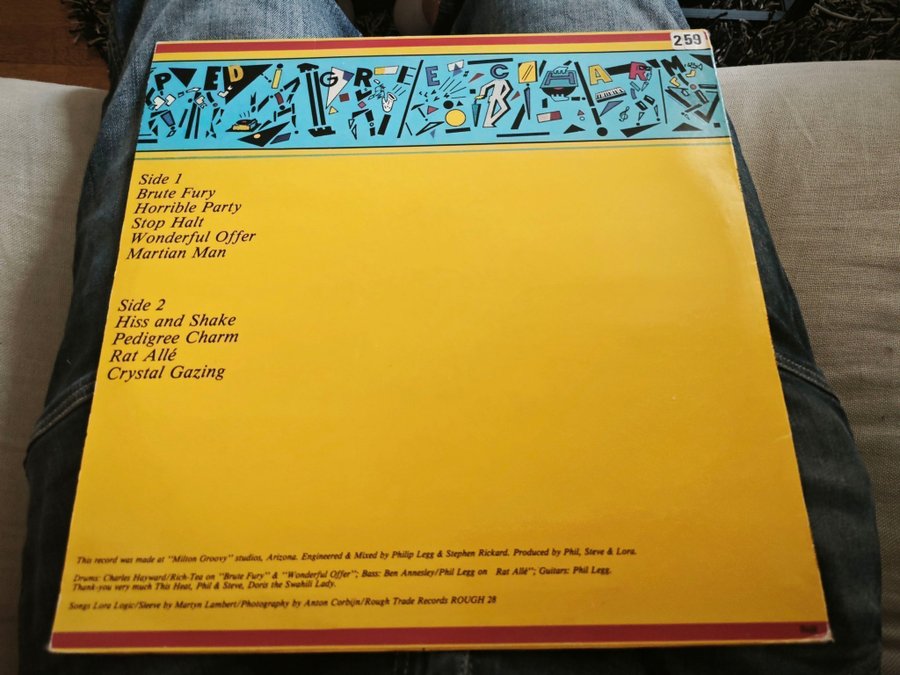 259
PEDIGREE CHARM
Side 1
Brute Fury
Horrible Party
Stop Halt
Wonderful Offer
Martian Man
Side 2
Hiss and Shake
Pedigree Charm
Rat Allé
Crystal Gazing
This record was made at "Milton Groovy" studios, Arizona. Engineered & Mixed by Philip Legg & Stephen Rickard. Produced by Phil, Steve & Lora.
Drums: Charles Hayward/Rich-Tea on "Brute Fury" & "Wonderful Offer"; Bass: Ben Annesley/Phil Legg on Rat Allé"; Guitars: Phil Legg.
Thank-you very much This Heat, Phil & Steve, Dora the Swahili Lady.
Songs Lora Logic/Sleeve by Martyn Lambert/Photography by Anton Corbijn/Rough Trade Records ROUGH 28